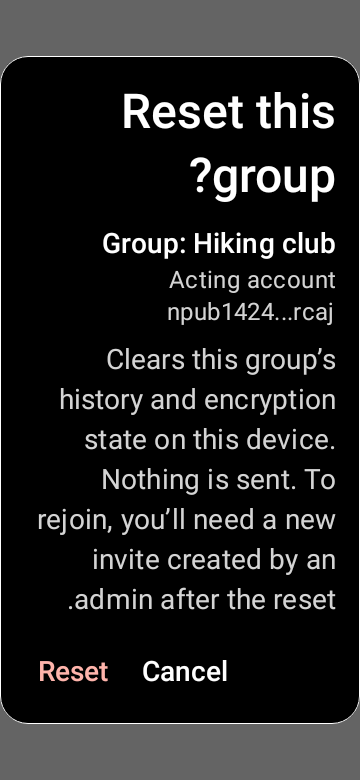 Reset this
?group
Group: Hiking club
Acting account
npub1424...rcaj
Clears this group’s
history and encryption
state on this device.
Nothing is sent. To
rejoin, you’ll need a new
invite created by an
.admin after the reset
Reset Cancel